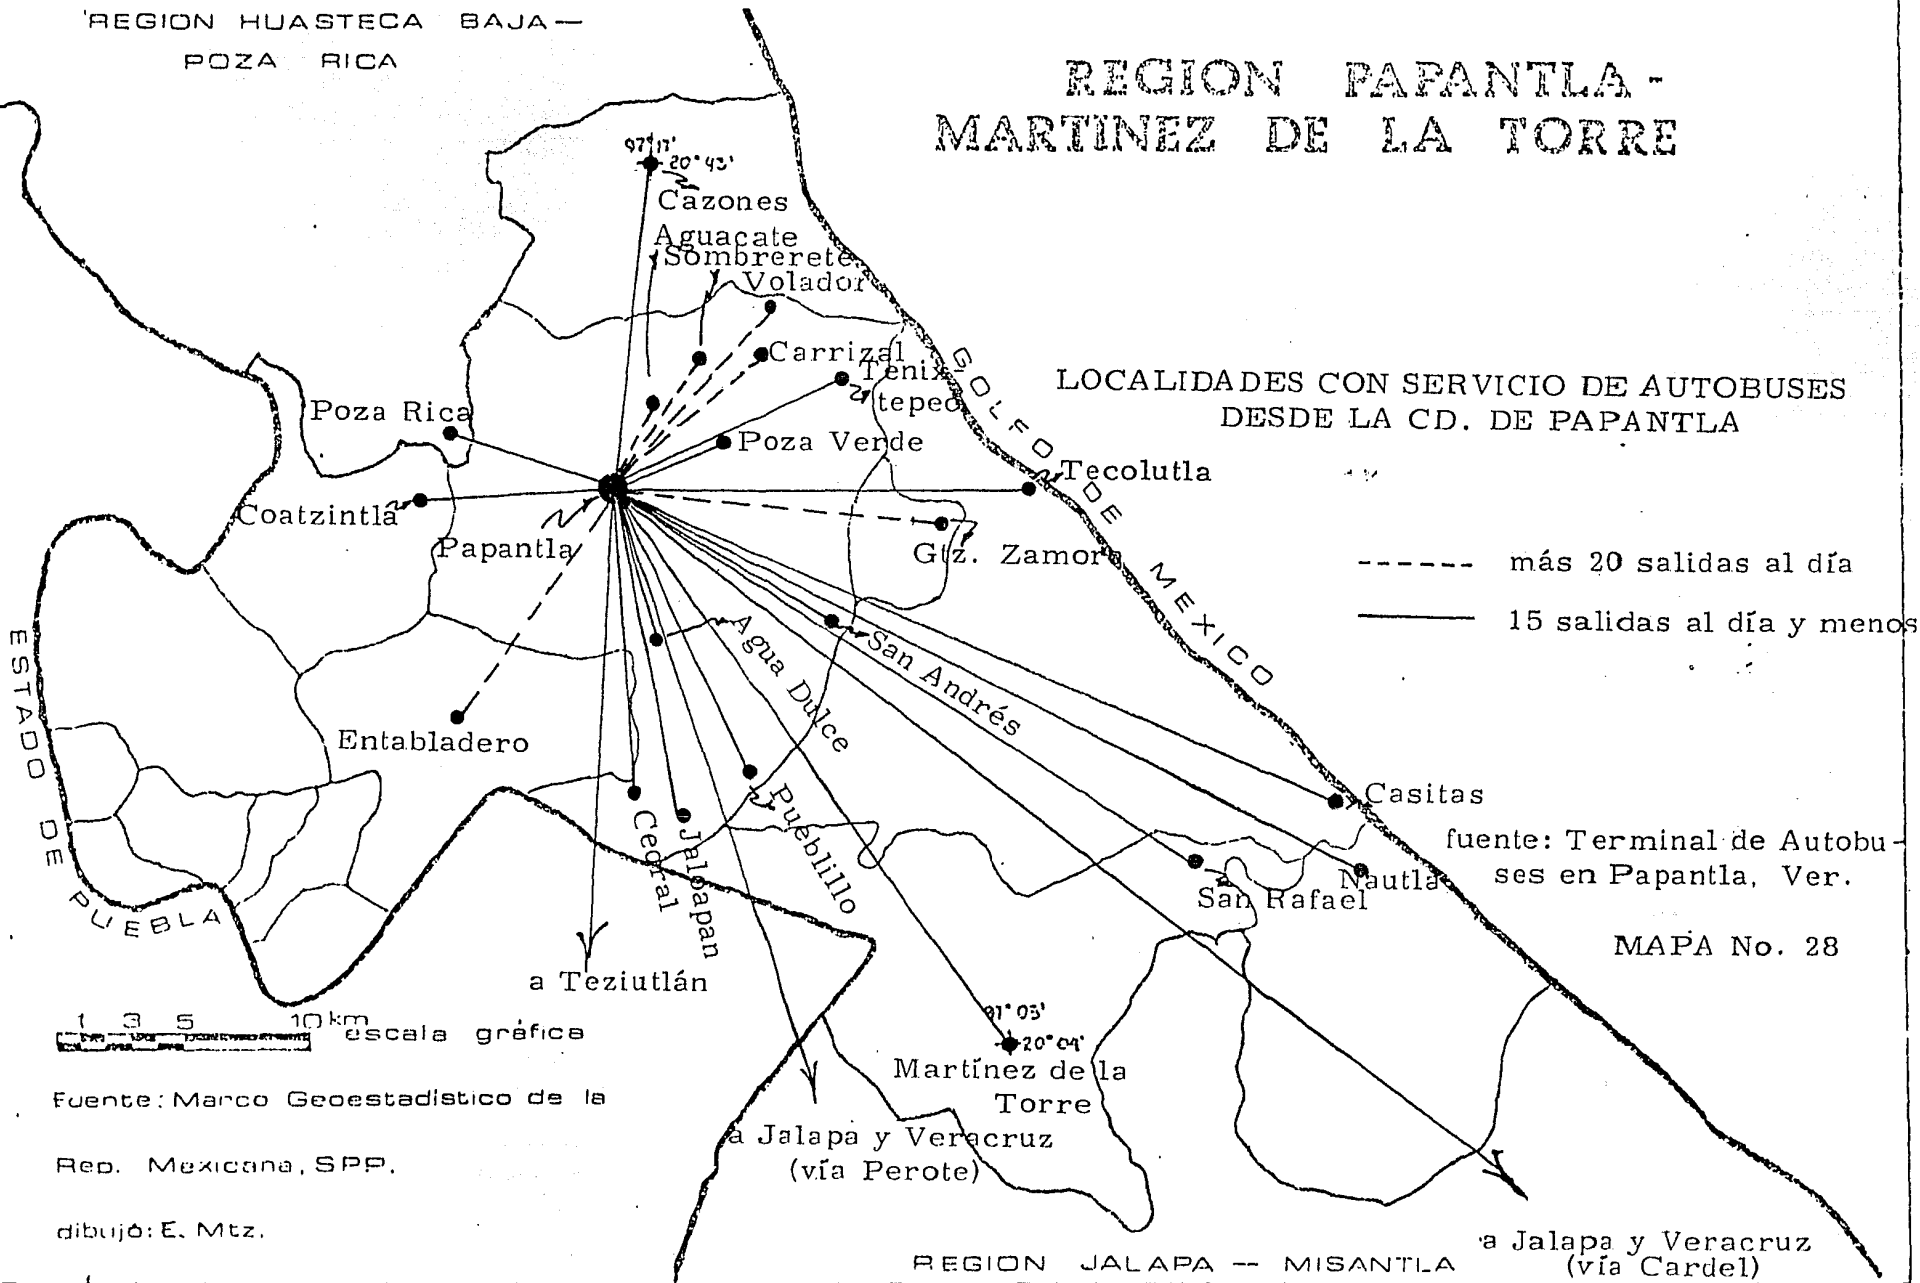 REGION HUASTECA BAJA—
POZA RICA
REGION PAPANTLA-
MARTINEZ DE LA TORRE
97°17'
20°43'
Cazones
Aguacate
Sombrerete
Volador
Carrizal
Tenix-
tepec
Poza Rica
Poza Verde
Coatzintla
Papantla
Tecolutla
Gtz. Zamora
GOLFO DE MEXICO
LOCALIDADES CON SERVICIO DE AUTOBUSES
DESDE LA CD. DE PAPANTLA
más 20 salidas al día
15 salidas al día y menos
ESTADO DE PUEBLA
Entabladero
Agua Dulce
San Andrés
Cedral
Jaloapan
Pueblillo
Casitas
Nautla
San Rafael
fuente: Terminal de Autobu-
ses en Papantla, Ver.
MAPA No. 28
a Teziutlán
1 3 5 10 km
escala gráfica
97° 03'
20° 04'
Martínez de la
Torre
Fuente: Marco Geoestadístico de la
Rep. Mexicana, SPP.
dibujó: E. Mtz.
a Jalapa y Veracruz
(vía Perote)
REGION JALAPA -- MISANTLA
a Jalapa y Veracruz
(vía Cardel)